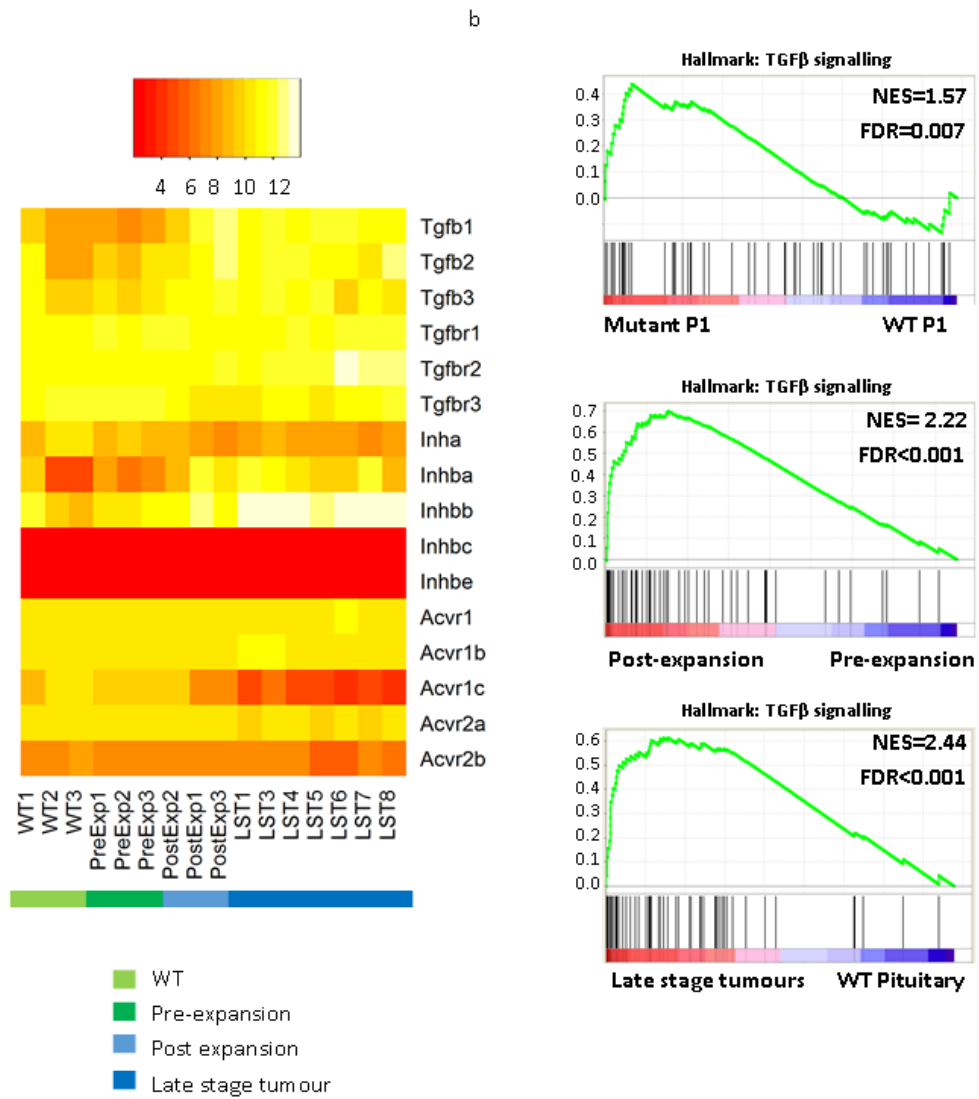 b
4 6 8 10 12
Tgfb1
Tgfb2
Tgfb3
Tgfbr1
Tgfbr2
Tgfbr3
Inha
Inhba
Inhbb
Inhbc
Inhbe
Acvr1
Acvr1b
Acvr1c
Acvr2a
Acvr2b
WT1
WT2
WT3
PreExp1
PreExp2
PreExp3
PostExp2
PostExp1
PostExp3
LST1
LST3
LST4
LST5
LST6
LST7
LST8
WT
Pre-expansion
Post expansion
Late stage tumour
Hallmark: TGFβ signalling
NES=1.57
FDR=0.007
0.4
0.3
0.2
0.1
0.0
Mutant P1 WT P1
Hallmark: TGFβ signalling
NES= 2.22
FDR<0.001
0.7
0.6
0.5
0.4
0.3
0.2
0.1
0.0
Post-expansion Pre-expansion
Hallmark: TGFβ signalling
NES=2.44
FDR<0.001
0.6
0.5
0.4
0.3
0.2
0.1
0.0
Late stage tumours WT Pituitary